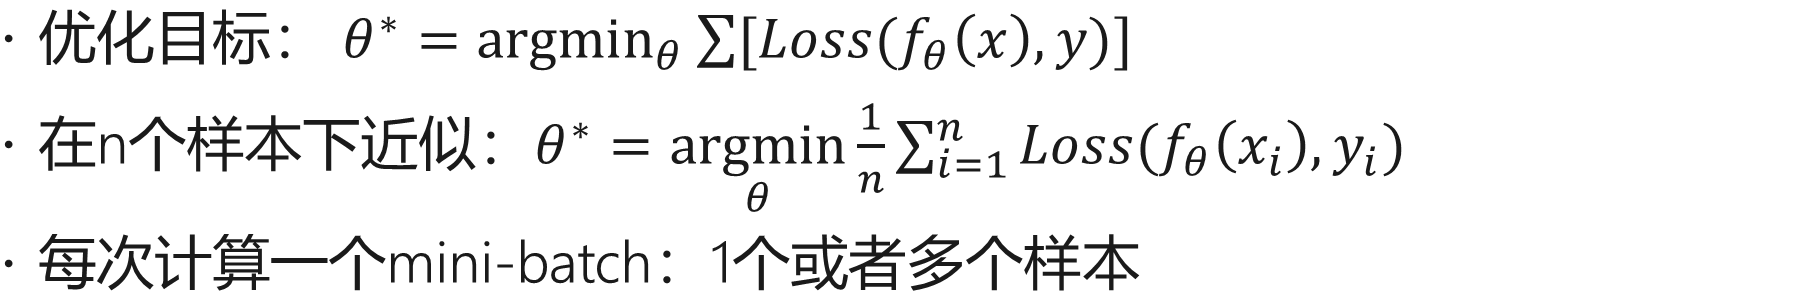 · 优化目标： θ* = argmin_θ ∑[Loss(f_θ(x), y)]
· 在n个样本下近似： θ* = argmin_θ 1/n ∑_{i=1}^{n} Loss(f_θ(x_i), y_i)
· 每次计算一个mini-batch：1个或者多个样本